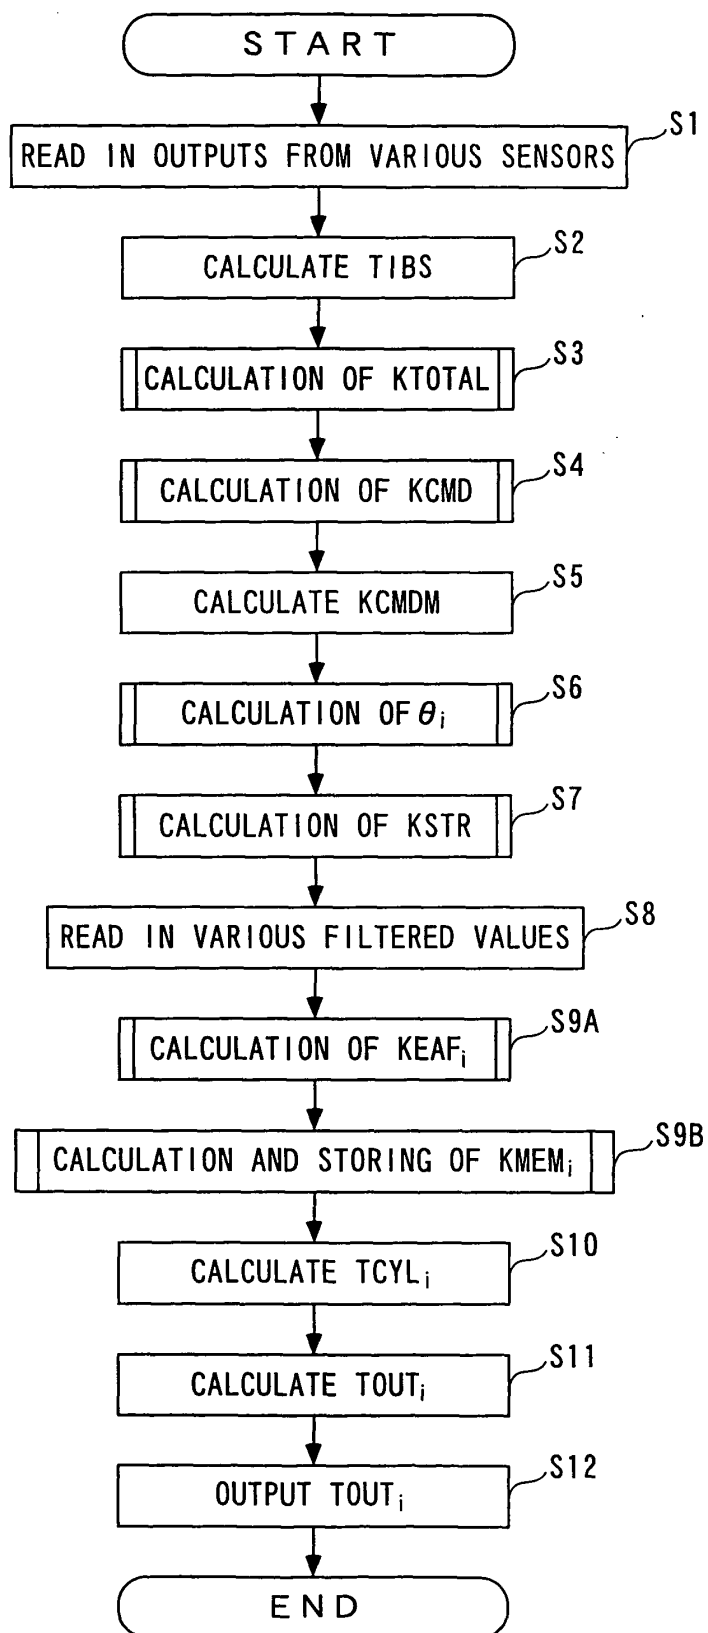 START
S1
READ IN OUTPUTS FROM VARIOUS SENSORS
S2
CALCULATE TIBS
S3
CALCULATION OF KTOTAL
S4
CALCULATION OF KCMD
S5
CALCULATE KCMDM
S6
CALCULATION OF θi
S7
CALCULATION OF KSTR
S8
READ IN VARIOUS FILTERED VALUES
S9A
CALCULATION OF KEAFi
S9B
CALCULATION AND STORING OF KMEMi
S10
CALCULATE TCYLi
S11
CALCULATE TOUTi
S12
OUTPUT TOUTi
END